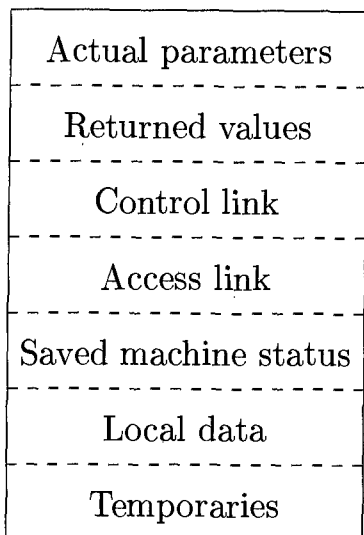 Actual parameters
Returned values
Control link
Access link
Saved machine status
Local data
Temporaries